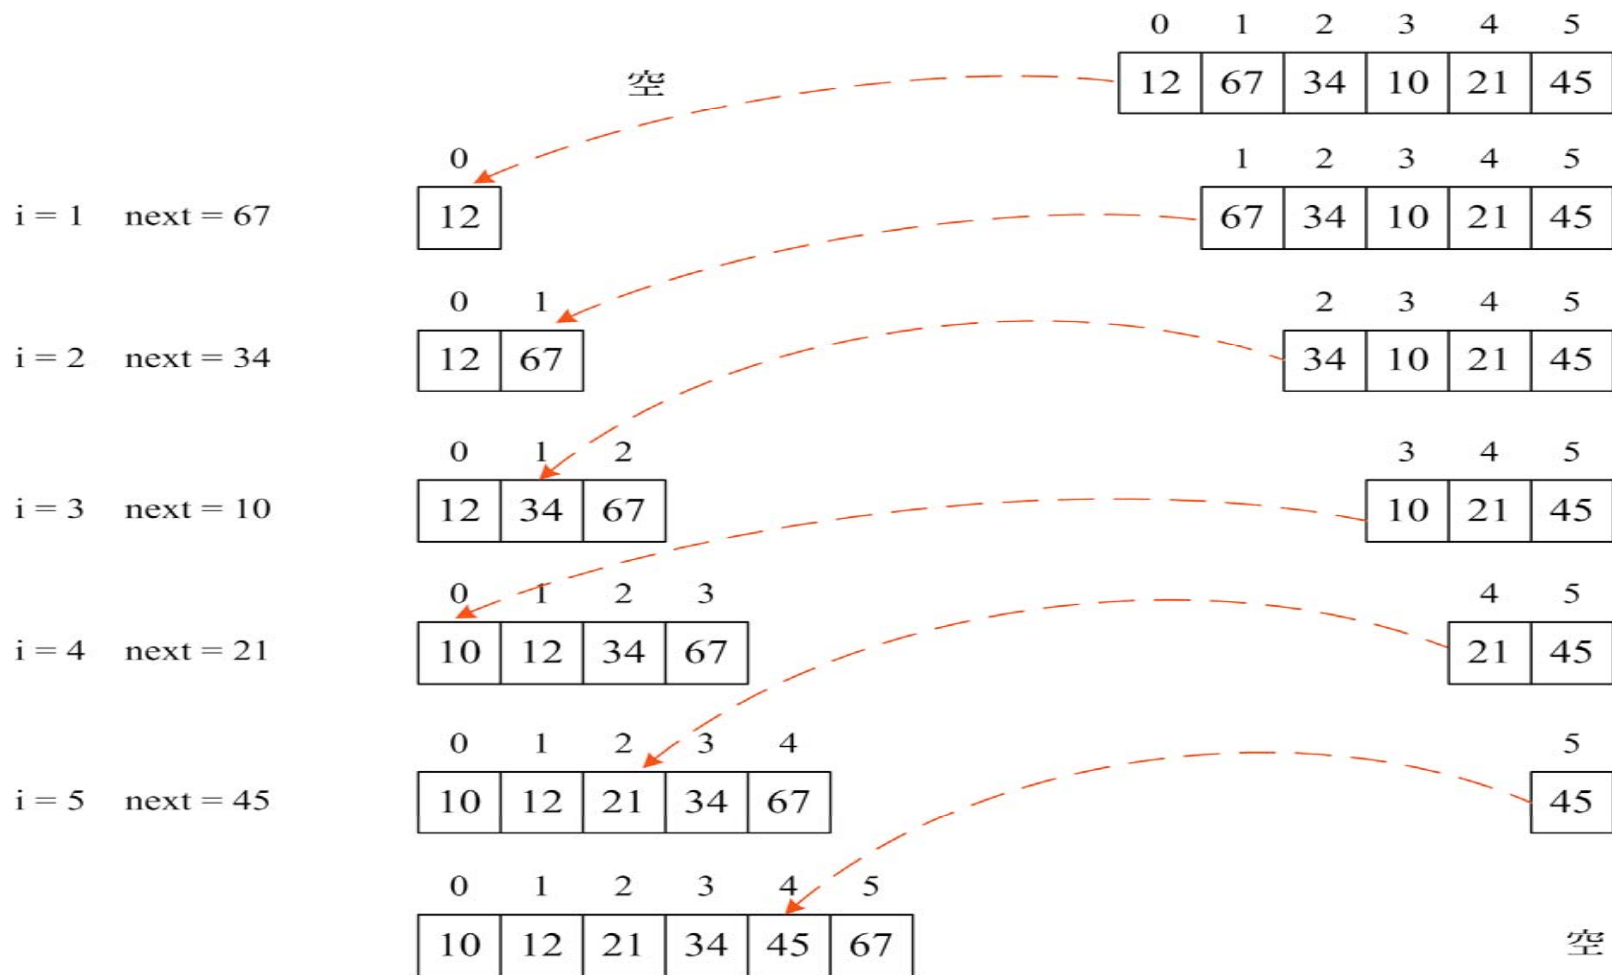 0 1 2 3 4 5
空 12 67 34 10 21 45
0 1 2 3 4 5
i = 1 next = 67 12 67 34 10 21 45
0 1 2 3 4 5
i = 2 next = 34 12 67 34 10 21 45
0 1 2 3 4 5
i = 3 next = 10 12 34 67 10 21 45
0 1 2 3 4 5
i = 4 next = 21 10 12 34 67 21 45
0 1 2 3 4 5
i = 5 next = 45 10 12 21 34 67 45
0 1 2 3 4 5
10 12 21 34 45 67 空